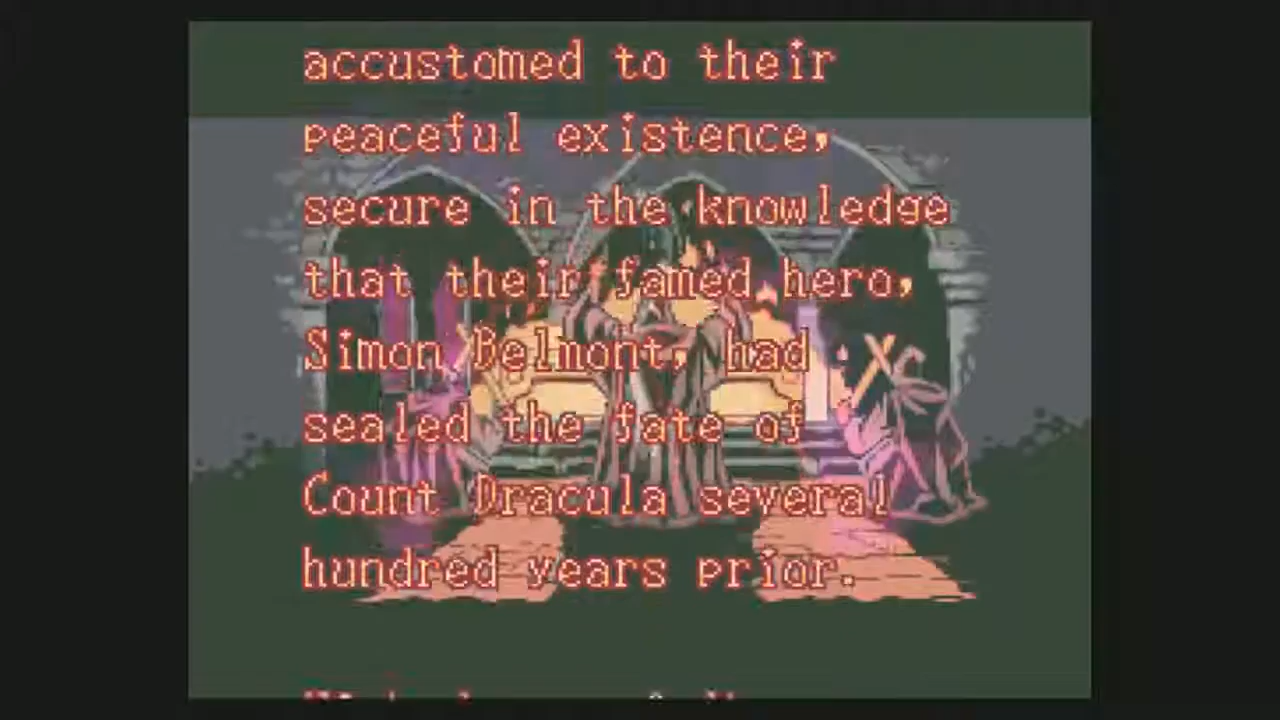 accustomed to their
peaceful existence,
secure in the knowledge
that their famed hero,
Simon Belmont, had
sealed the fate of
Count Dracula several
hundred years prior.